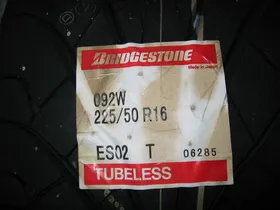 BRIDGESTONE
Made in Japan
092W
225/50 R16
ES02 T 06285
TUBELESS